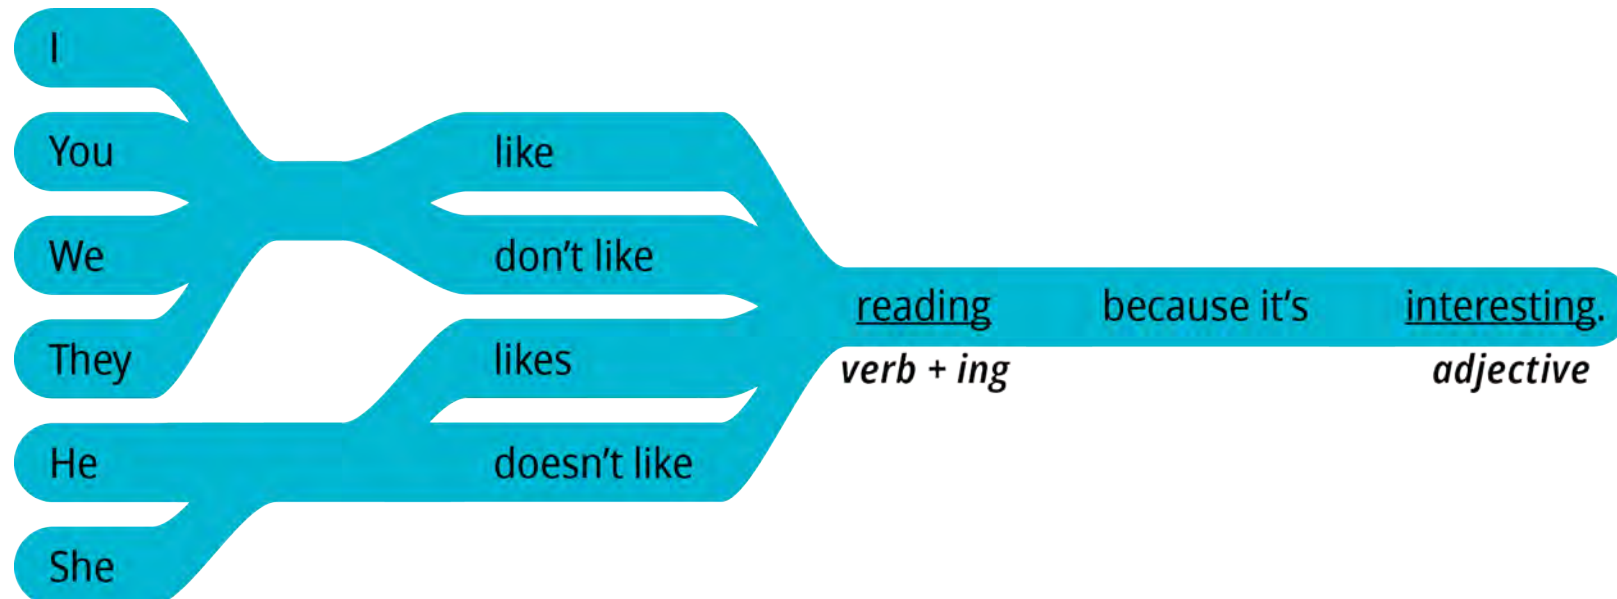 I
You
We
They
He
She
like
don't like
likes
doesn't like
reading because it's interesting.
verb + ing adjective